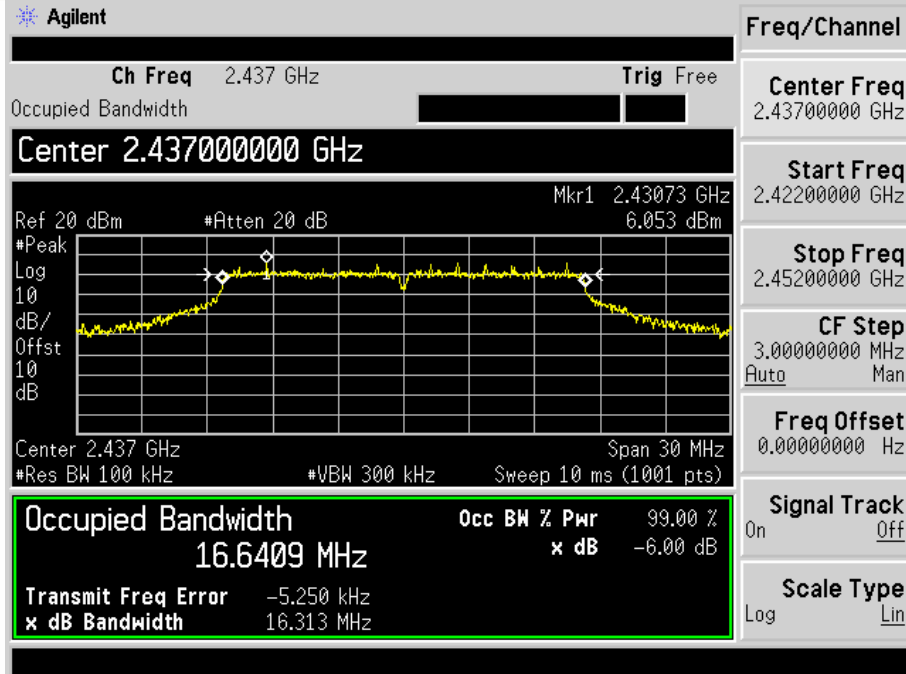 Agilent
Freq/Channel
Ch Freq 2.437 GHz Trig Free
Occupied Bandwidth
Center 2.437000000 GHz
Mkr1 2.43073 GHz
Ref 20 dBm #Atten 20 dB 6.053 dBm
#Peak
Log
10
dB/
Offst
10
dB
1
Center 2.437 GHz Span 30 MHz
#Res BW 100 kHz #VBW 300 kHz Sweep 10 ms (1001 pts)
Occupied Bandwidth
16.6409 MHz
Occ BW % Pwr 99.00 %
x dB -6.00 dB
Transmit Freq Error -5.250 kHz
x dB Bandwidth 16.313 MHz
Center Freq
2.43700000 GHz
Start Freq
2.42200000 GHz
Stop Freq
2.45200000 GHz
CF Step
3.00000000 MHz
Auto Man
Freq Offset
0.00000000 Hz
Signal Track
On Off
Scale Type
Log Lin